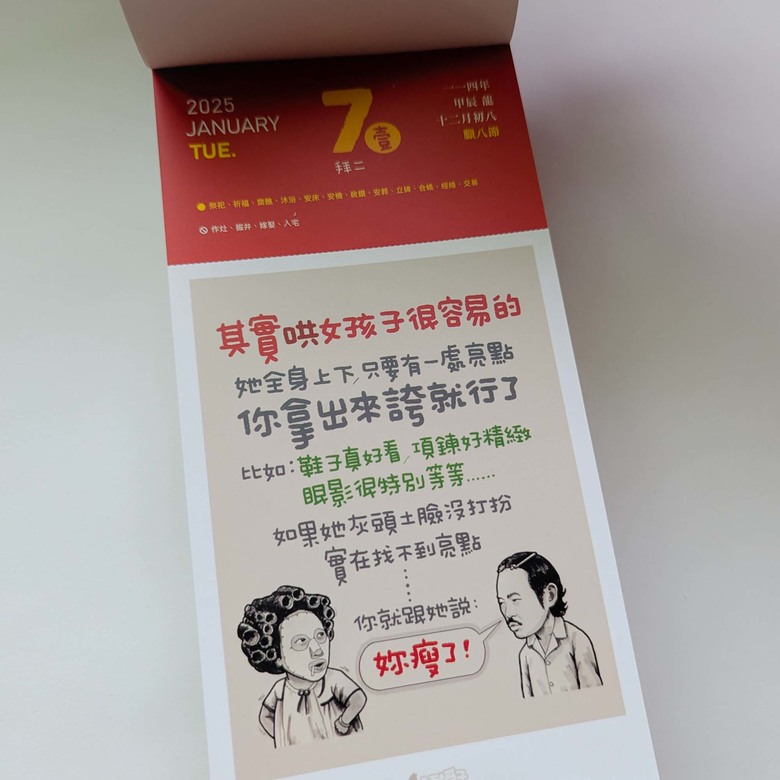 2025
JANUARY
TUE.
7
壹
拜二
一一四年
甲辰 龍
十二月初八
臘八節
祭祀、祈福、齋醮、沐浴、安床、安機、啟鑽、安葬、立碑、合帳、經絡、交易
作灶、掘井、嫁娶、入宅
其實哄女孩子很容易的
她全身上下,只要有一處亮點
你拿出來誇就行了
比如:鞋子真好看,項鍊好精緻
眼影很特別等等......
如果她灰頭土臉沒打扮
實在找不到亮點
......
你就跟她說:
妳瘦了!